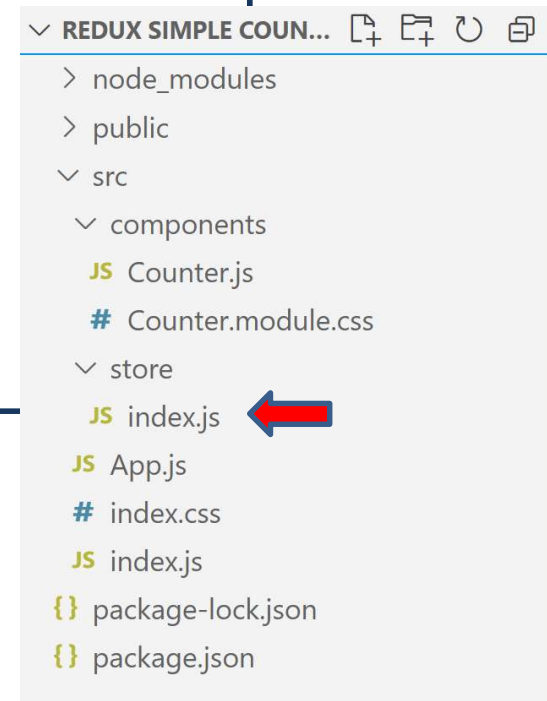 REDUX SIMPLE COUN...
node_modules
public
src
components
JS Counter.js
# Counter.module.css
store
JS index.js
JS App.js
# index.css
JS index.js
{} package-lock.json
{} package.json